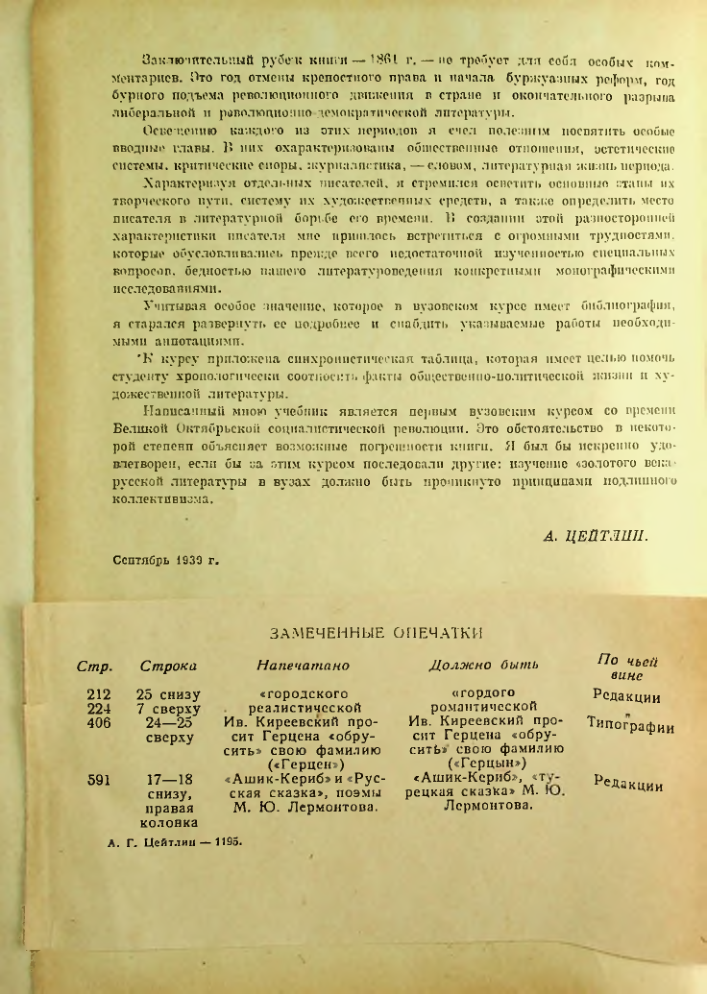 Заключительный рубеж книги — 1861 г. — не требует для себя особых ком-
ментариев. Это год отмены крепостного права и начала буржуазных реформ, год
бурного подъема революционного движения в стране и окончательного разрыва
либеральной и революционно-демократической литературы.
Освещению каждого из этих периодов я счел полезным посвятить особые
вводные главы. В них охарактеризованы общественные отношения, эстетические
системы, критические споры, журналистика, — словом, литературная жизнь периода.
Характеризуя отдельных писателей, я стремился осветить основные этапы их
творческого пути, систему их художественных средств, а также определить место
писателя в литературной борьбе его времени. В создании этой разносторонней
характеристики писателя мне пришлось встретиться с огромными трудностями,
которые обусловливались прежде всего недостаточной изученностью специальных
вопросов, бедностью нашего литературоведения конкретными монографическими
исследованиями.
Учитывая особое значение, которое в вузовском курсе имеет библиография,
я старался развернуть ее подробнее и снабдить указываемые работы необходи-
мыми аннотациями.
К курсу приложена синхронистическая таблица, которая имеет целью помочь
студенту хронологически соотносить факты общественно-политической жизни и ху-
дожественной литературы.
Написанный мною учебник является первым вузовским курсом со времени
Великой Октябрьской социалистической революции. Это обстоятельство в некото-
рой степени объясняет возможные погрешности книги. Я был бы искренно удо-
влетворен, если бы за этим курсом последовали другие: изучение «золотого века»
русской литературы в вузах должно быть проникнуто принципами подлинного
коллективизма.
А. ЦЕЙТЛИН.
Сентябрь 1939 г.
ЗАМЕЧЕННЫЕ ОПЕЧАТКИ
Стр. Строка Напечатано Должно быть По чьей
вине
212 25 снизу «городского «гордого Редакции
224 7 сверху реалистической романтической "
406 24—25 Ив. Киреевский про- Ив. Киреевский про- Типографии
сверху сит Герцена «обру- сит Герцена «обру-
сить» свою фамилию сить» свою фамилию
(«Герцен») («Герцын»)
591 17—18 «Ашик-Кериб» и «Рус- «Ашик-Кериб», «ту- Редакции
снизу, ская сказка», поэмы рецкая сказка» М. Ю.
правая М. Ю. Лермонтова. Лермонтова.
коловка
А. Г. Цейтлин — 1195.